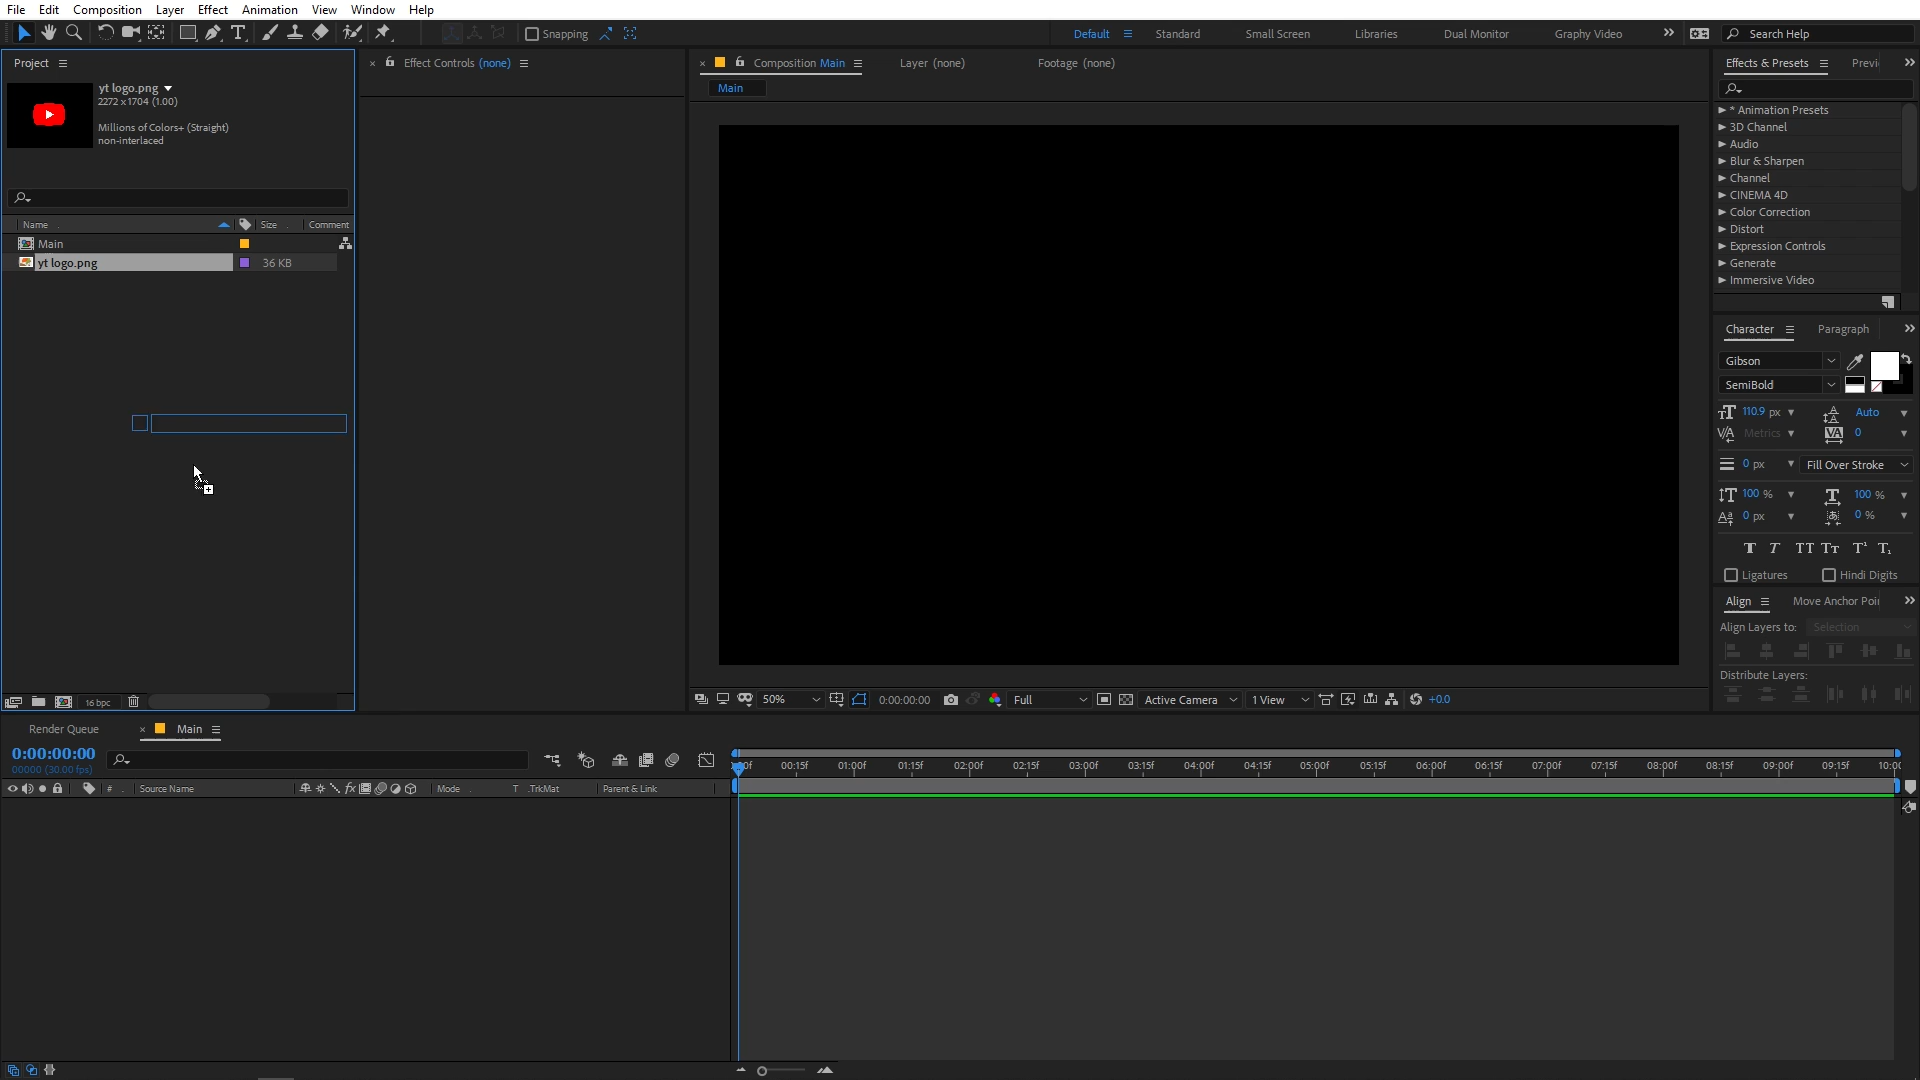 File Edit Composition Layer Effect Animation View Window Help
Snapping Default Standard Small Screen Libraries Dual Monitor Graphy Video Search Help
Project Effect Controls (none) Composition Main Layer (none) Footage (none) Effects & Presets
Main
yt logo.png
2272 x 1704 (1.00)
Millions of Colors+ (Straight)
non-interlaced
Name Size Comment
Main
yt logo.png 36 KB
* Animation Presets
3D Channel
Audio
Blur & Sharpen
Channel
CINEMA 4D
Color Correction
Distort
Expression Controls
Generate
Immersive Video
Character Paragraph
Gibson
SemiBold
110.9 px Auto
Metrics 0
0 px Fill Over Stroke
100 % 100 %
0 px 0 %
Ligatures Hindi Digits
Align Move Anchor Poi
Align Layers to: Selection
Distribute Layers:
16 bpc 50% 0:00:00:00 Full Active Camera 1 View +0.0
Render Queue Main
0:00:00:00
00000 (30.00 fps)
00:15f 01:00f 01:15f 02:00f 02:15f 03:00f 03:15f 04:00f 04:15f 05:00f 05:15f 06:00f 06:15f 07:00f 07:15f 08:00f 08:15f 09:00f 09:15f 10:0
# Source Name Mode T .TrkMat Parent & Link